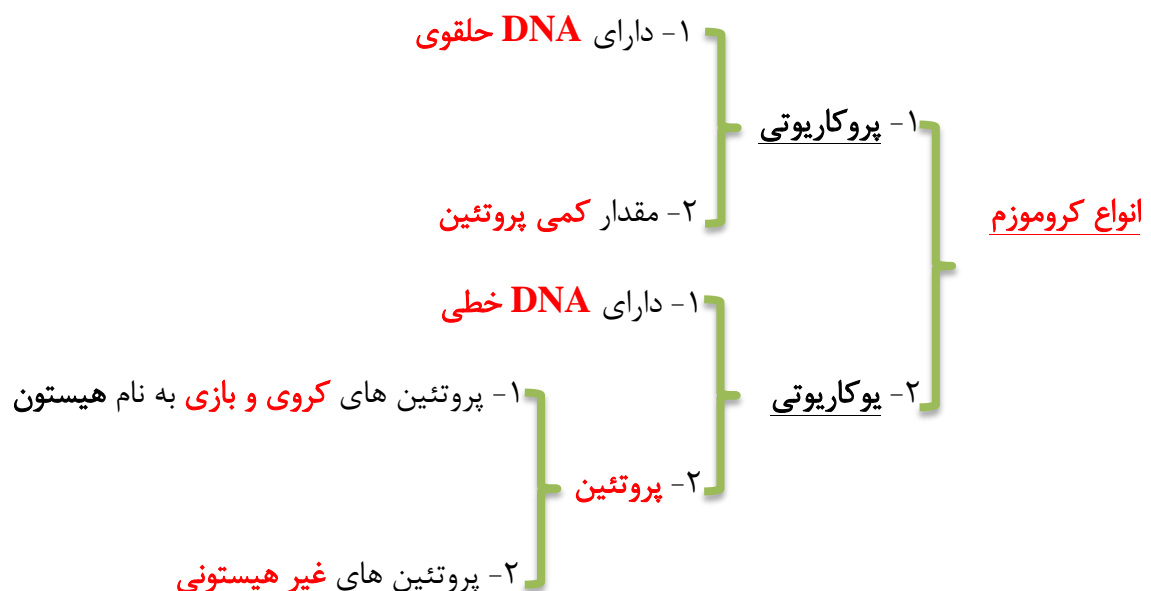 انواع کروموزم
۱- پروکاریوتی
۱- دارای DNA حلقوی
۲- مقدار کمی پروتئین
۲- یوکاریوتی
۱- دارای DNA خطی
۲- پروتئین
۱- پروتئین های کروی و بازی به نام هیستون
۲- پروتئین های غیر هیستونی